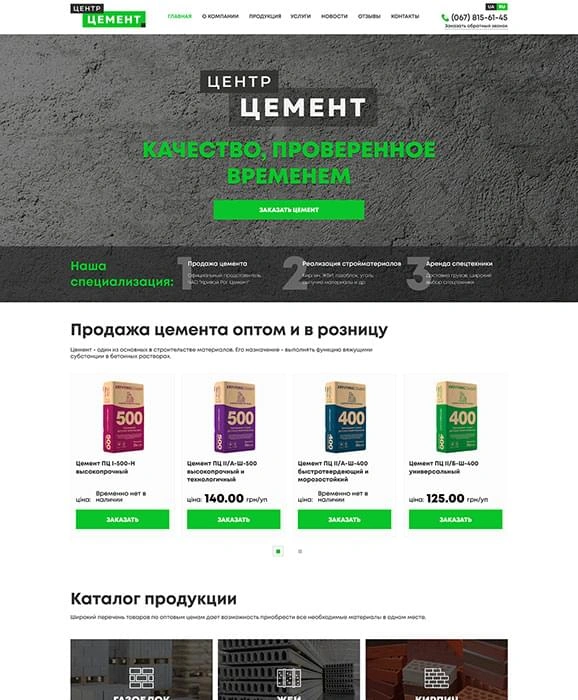 ЦЕНТР
ЦЕМЕНТ
ГЛАВНАЯ О КОМПАНИИ ПРОДУКЦИЯ УСЛУГИ НОВОСТИ ОТЗЫВЫ КОНТАКТЫ
UA RU
(067) 815-61-45
Заказать обратный звонок
ЦЕНТР
ЦЕМЕНТ
КАЧЕСТВО, ПРОВЕРЕННОЕ
ВРЕМЕНЕМ
ЗАКАЗАТЬ ЦЕМЕНТ
Наша
специализация:
1
Продажа цемента
Официальный представитель
ЧАО "Кривой Рог Цемент"
2
Реализация стройматериалов
Кирпич, ЖБИ, газоблок, уголь
сыпучие материалы и др.
3
Аренда спецтехники
Доставка грузов, широкий
выбор спецтехники
Продажа цемента оптом и в розницу
Цемент - один из основных в строительстве материалов. Его назначение - выполнять функцию вяжущими
субстанции в бетонных растворах.
500
500
400
400
Цемент ПЦ I-500-Н
высокопрочный
Цемент ПЦ II/А-Ш-500
высокопрочный и
технологичный
Цемент ПЦ II/А-Ш-400
быстротвердеющий и
морозостойкий
Цемент ПЦ II/Б-Ш-400
универсальный
ціна: Временно нет в
наличии
ціна: 140.00 грн/уп
ціна: Временно нет в
наличии
ціна: 125.00 грн/уп
ЗАКАЗАТЬ ЗАКАЗАТЬ ЗАКАЗАТЬ ЗАКАЗАТЬ
Каталог продукции
Широкий перечень товаров по оптовым ценам дает возможность приобрести все необходимые материалы в одном месте.
ГАЗОБЛОК ЖБИ КИРПИЧ